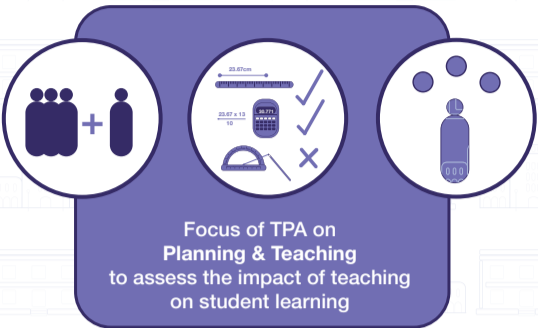 23.67cm
+
23.67 x 13
10
30.771
Focus of TPA on
Planning & Teaching
to assess the impact of teaching
on student learning